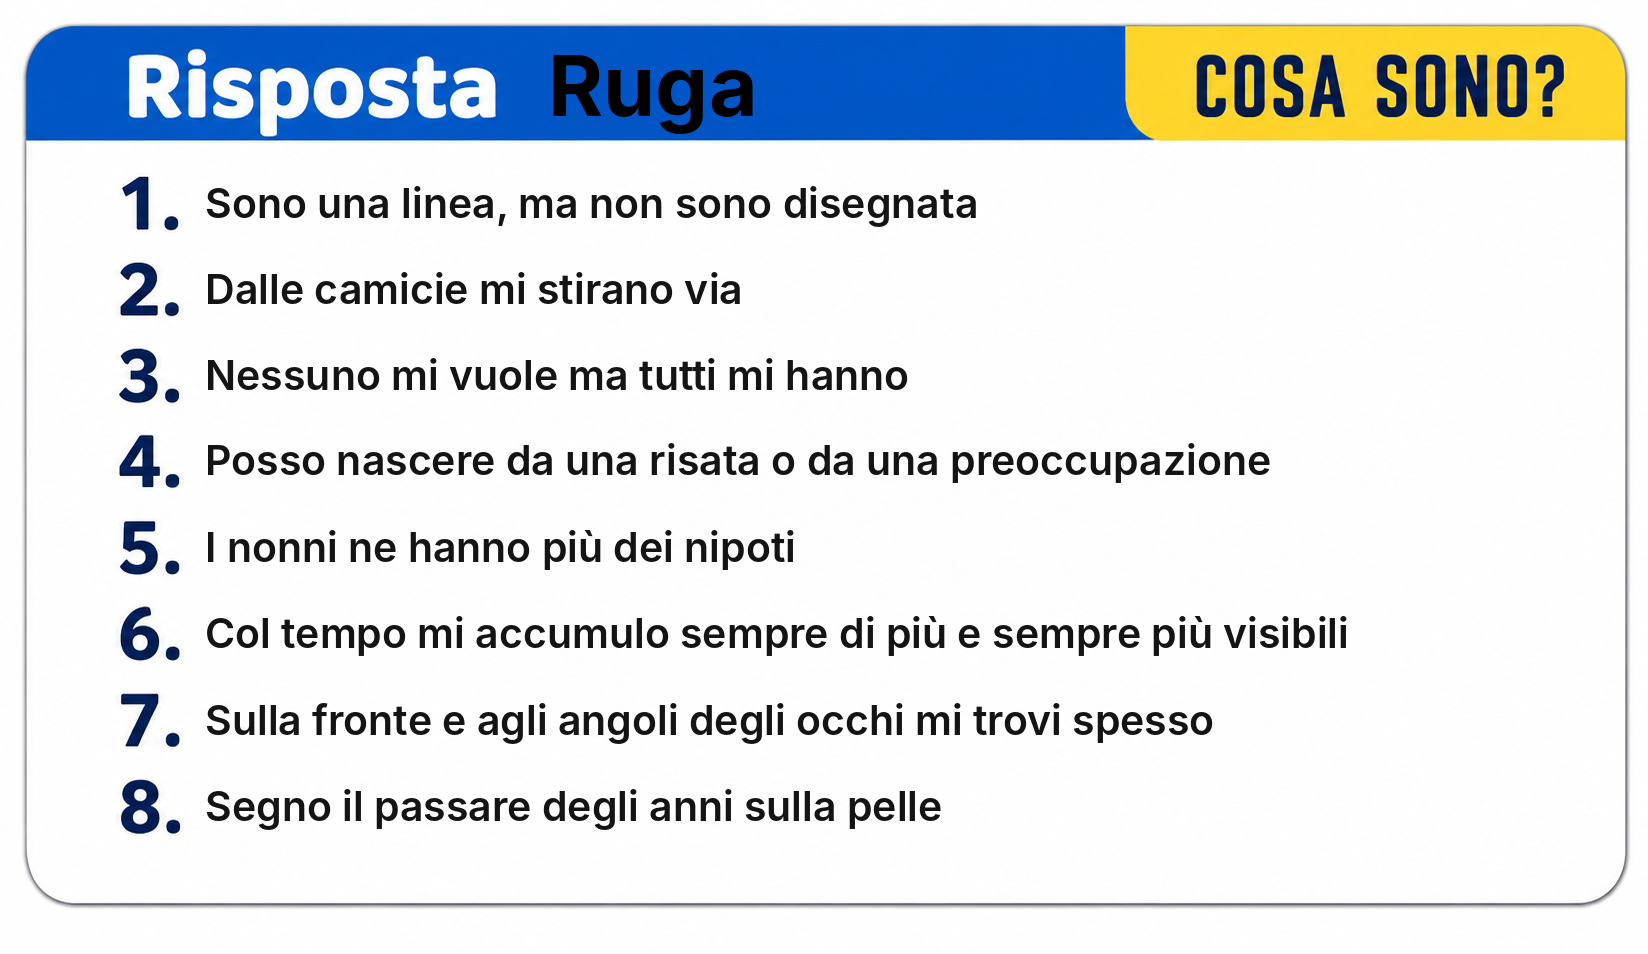 Risposta Ruga COSA SONO?
1. Sono una linea, ma non sono disegnata
2. Dalle camicie mi stirano via
3. Nessuno mi vuole ma tutti mi hanno
4. Posso nascere da una risata o da una preoccupazione
5. I nonni ne hanno più dei nipoti
6. Col tempo mi accumulo sempre di più e sempre più visibili
7. Sulla fronte e agli angoli degli occhi mi trovi spesso
8. Segno il passare degli anni sulla pelle